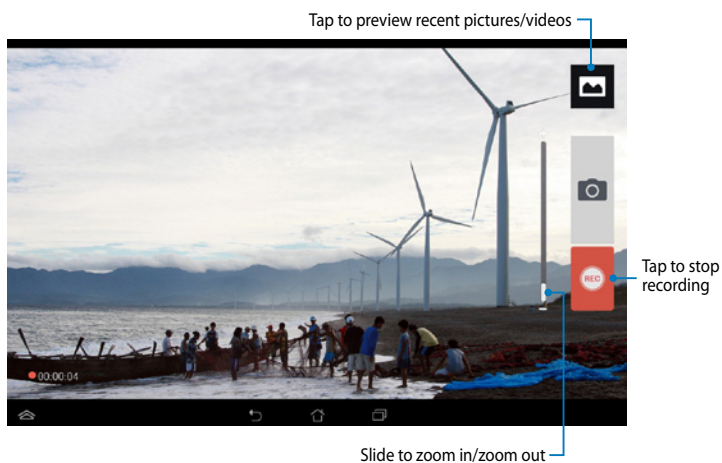 Tap to preview recent pictures/videos
REC
Tap to stop
recording
00:00:04
Slide to zoom in/zoom out